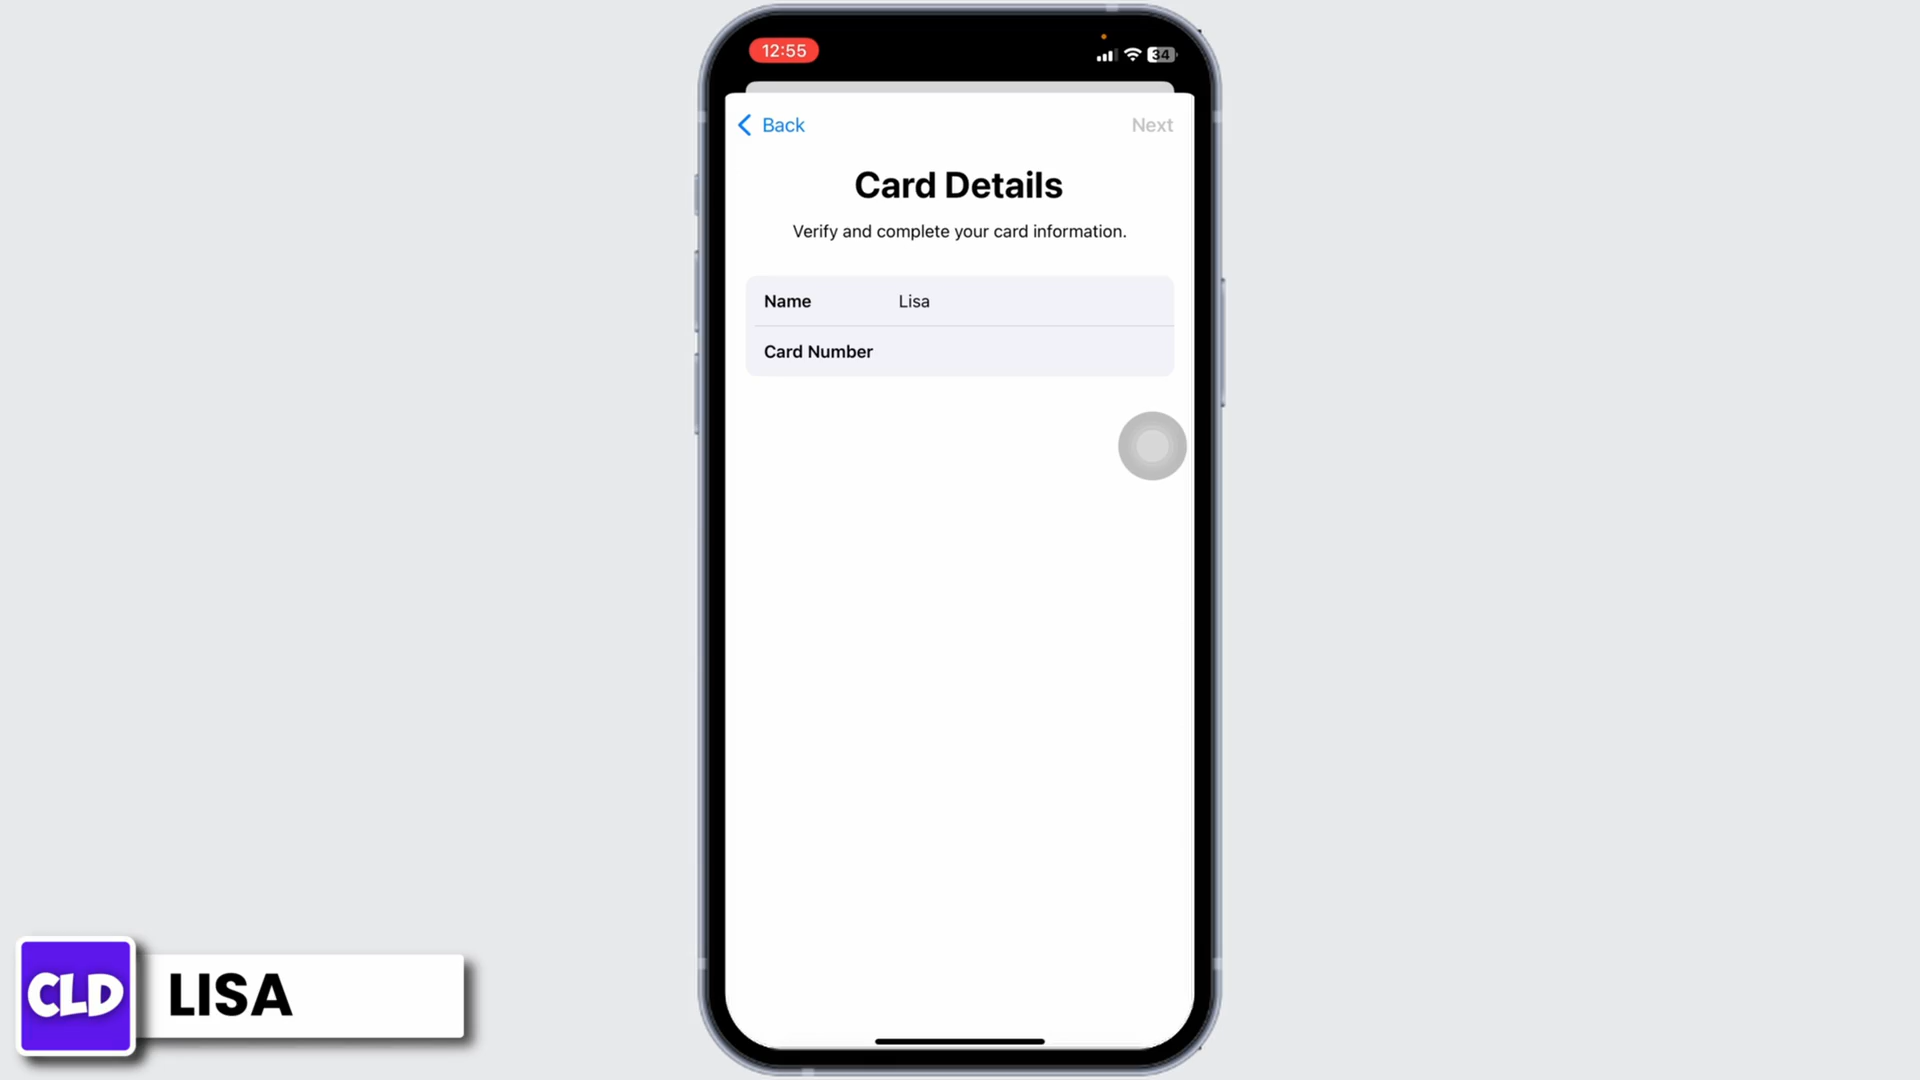 12:55
34
Back
Next
Card Details
Verify and complete your card information.
Name
Lisa
Card Number
CLD
LISA